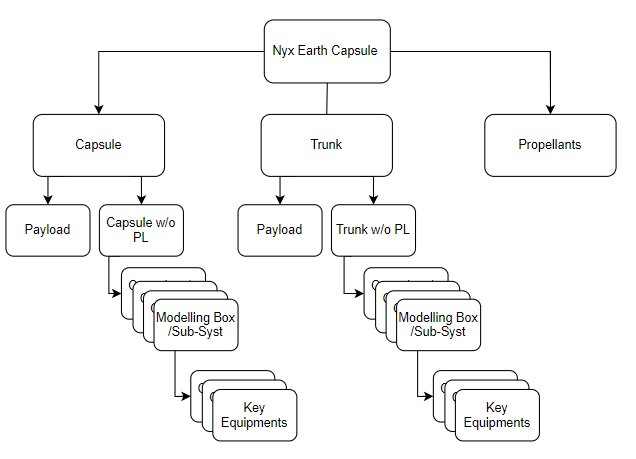 Nyx Earth Capsule
Capsule
Trunk
Propellants
Payload
Capsule w/o
PL
Payload
Trunk w/o PL
Modelling Box
/Sub-Syst
Modelling Box
/Sub-Syst
Key
Equipments
Key
Equipments